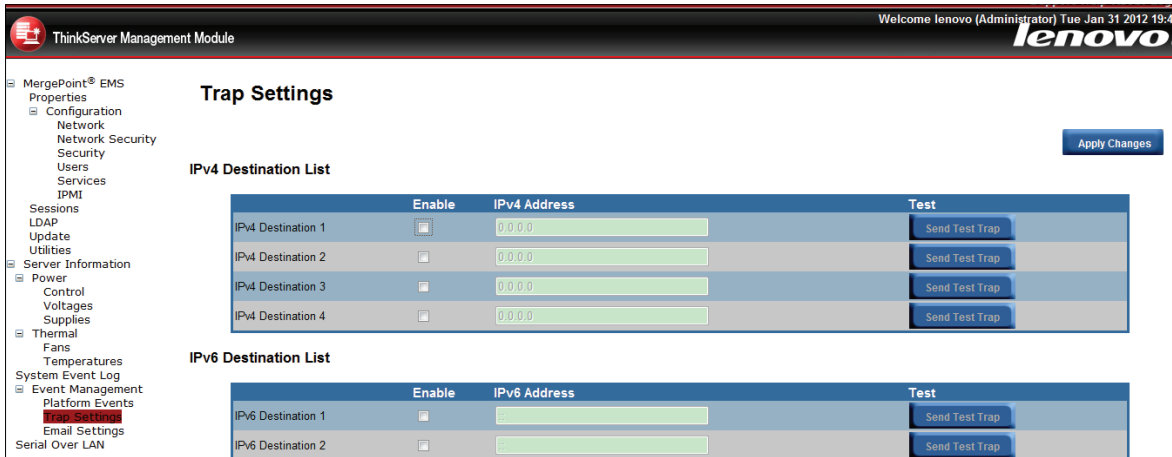 Welcome lenovo (Administrator) Tue Jan 31 2012 19:4
ThinkServer Management Module
lenovo
MergePoint® EMS
Properties
Configuration
Network
Network Security
Security
Users
Services
IPMI
Sessions
LDAP
Update
Utilities
Server Information
Power
Control
Voltages
Supplies
Thermal
Fans
Temperatures
System Event Log
Event Management
Platform Events
Trap Settings
Email Settings
Serial Over LAN
Trap Settings
Apply Changes
IPv4 Destination List
Enable IPv4 Address Test
IPv4 Destination 1 0.0.0.0 Send Test Trap
IPv4 Destination 2 0.0.0.0 Send Test Trap
IPv4 Destination 3 0.0.0.0 Send Test Trap
IPv4 Destination 4 0.0.0.0 Send Test Trap
IPv6 Destination List
Enable IPv6 Address Test
IPv6 Destination 1 :: Send Test Trap
IPv6 Destination 2 :: Send Test Trap